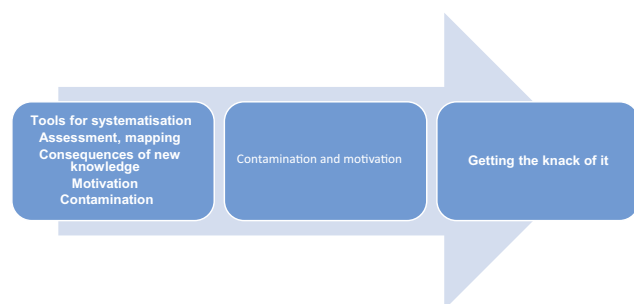 Tools for systematisation
Assessment, mapping
Consequences of new
knowledge
Motivation
Contamination
Contamination and motivation
Getting the knack of it